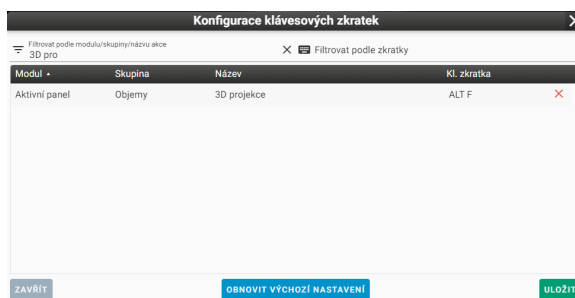 Konfigurace klávesových zkratek
Filtrovat podle modulu/skupiny/názvu akce
3D pro
Filtrovat podle zkratky
Modul Skupina Název Kl. zkratka
Aktivní panel Objemy 3D projekce ALT F
ZAVŘÍT OBNOVIT VÝCHOZÍ NASTAVENÍ ULOŽIT